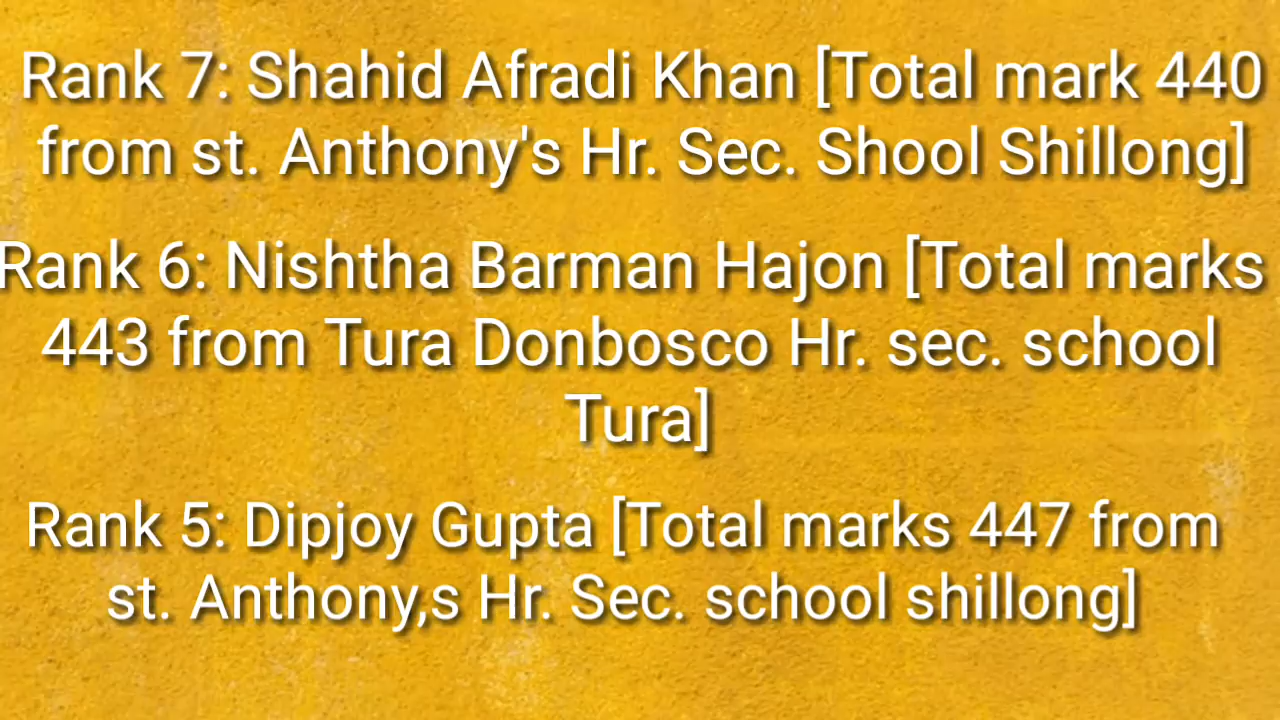 Rank 7: Shahid Afradi Khan [Total mark 440
from st. Anthony's Hr. Sec. Shool Shillong]
Rank 6: Nishtha Barman Hajon [Total marks
443 from Tura Donbosco Hr. sec. school
Tura]
Rank 5: Dipjoy Gupta [Total marks 447 from
st. Anthony,s Hr. Sec. school shillong]